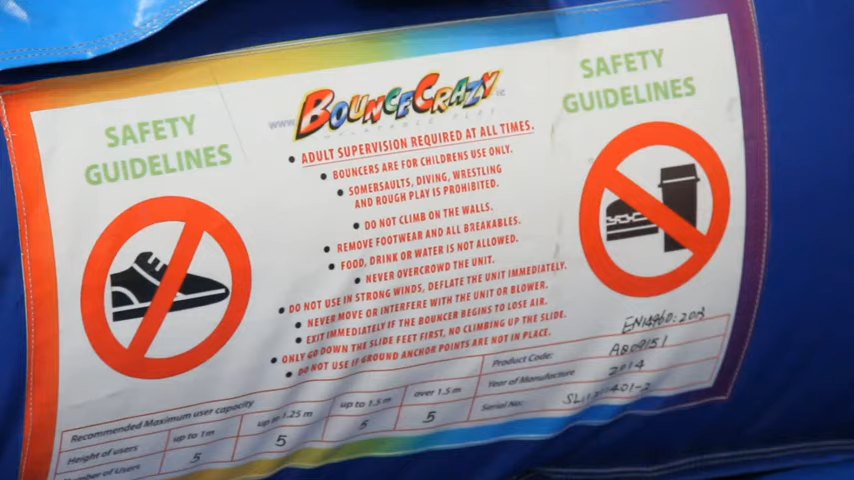 SAFETY
GUIDELINES
www. BOUNCECRAZY .ie
INFLATABLE PLAY
SAFETY
GUIDELINES
• ADULT SUPERVISION REQUIRED AT ALL TIMES.
• BOUNCERS ARE FOR CHILDRENS USE ONLY.
• SOMERSAULTS, DIVING, WRESTLING
AND ROUGH PLAY IS PROHIBITED.
• DO NOT CLIMB ON THE WALLS.
• REMOVE FOOTWEAR AND ALL BREAKABLES.
• FOOD, DRINK OR WATER IS NOT ALLOWED.
• NEVER OVERCROWD THE UNIT.
• DO NOT USE IN STRONG WINDS, DEFLATE THE UNIT IMMEDIATELY.
• NEVER MOVE OR INTERFERE WITH THE UNIT OR BLOWER.
• EXIT IMMEDIATELY IF THE BOUNCER BEGINS TO LOSE AIR.
• ONLY GO DOWN THE SLIDE FEET FIRST, NO CLIMBING UP THE SLIDE.
• DO NOT USE IF GROUND ANCHOR POINTS ARE NOT IN PLACE.
EN14960:2013
Recommended Maximum user capacity
Product Code:
Height of users up to 1m up to 1.25 m up to 1.5 m over 1.5 m
Year of Manufacture 2014
Number of Users 5 5 5 5
Serial No: